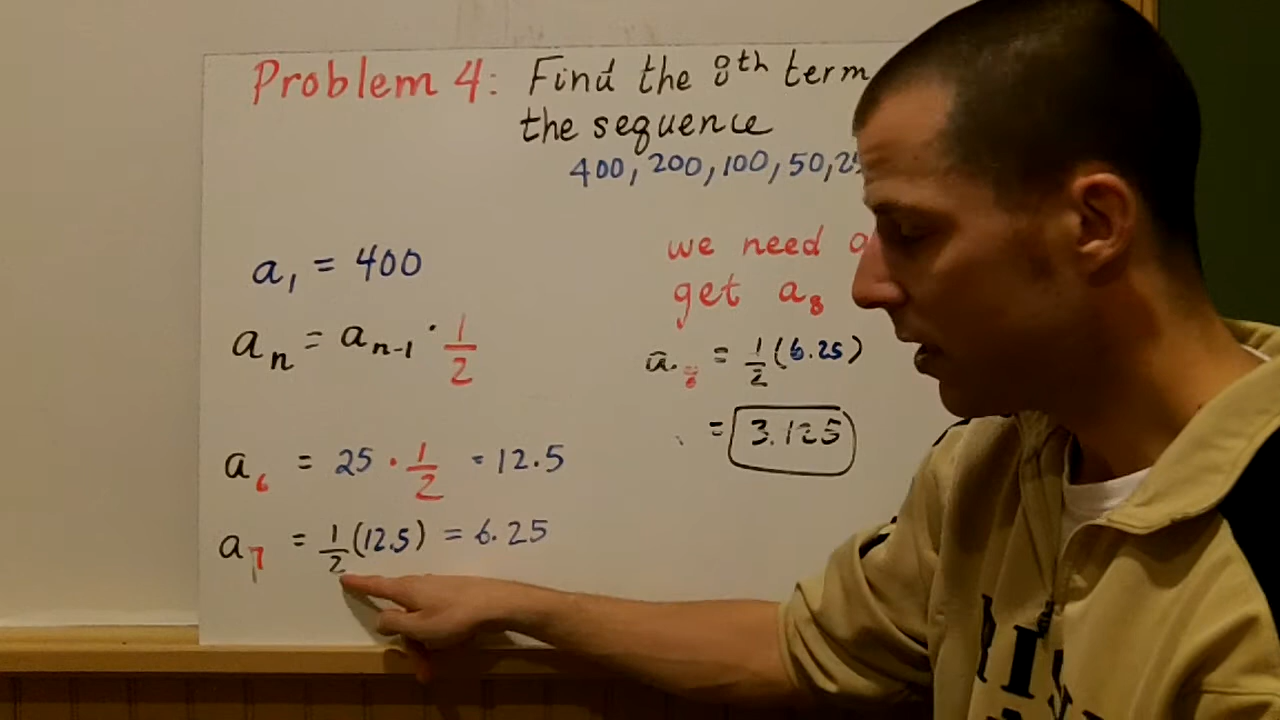 Problem 4: Find the 8th term
the sequence
400, 200, 100, 50, 25
a₁ = 400
aₙ = aₙ₋₁ · 1/2
a₆ = 25 · 1/2 = 12.5
a₇ = 1/2(12.5) = 6.25
we need
get a₈
a₈ = 1/2(6.25)
= 3.125